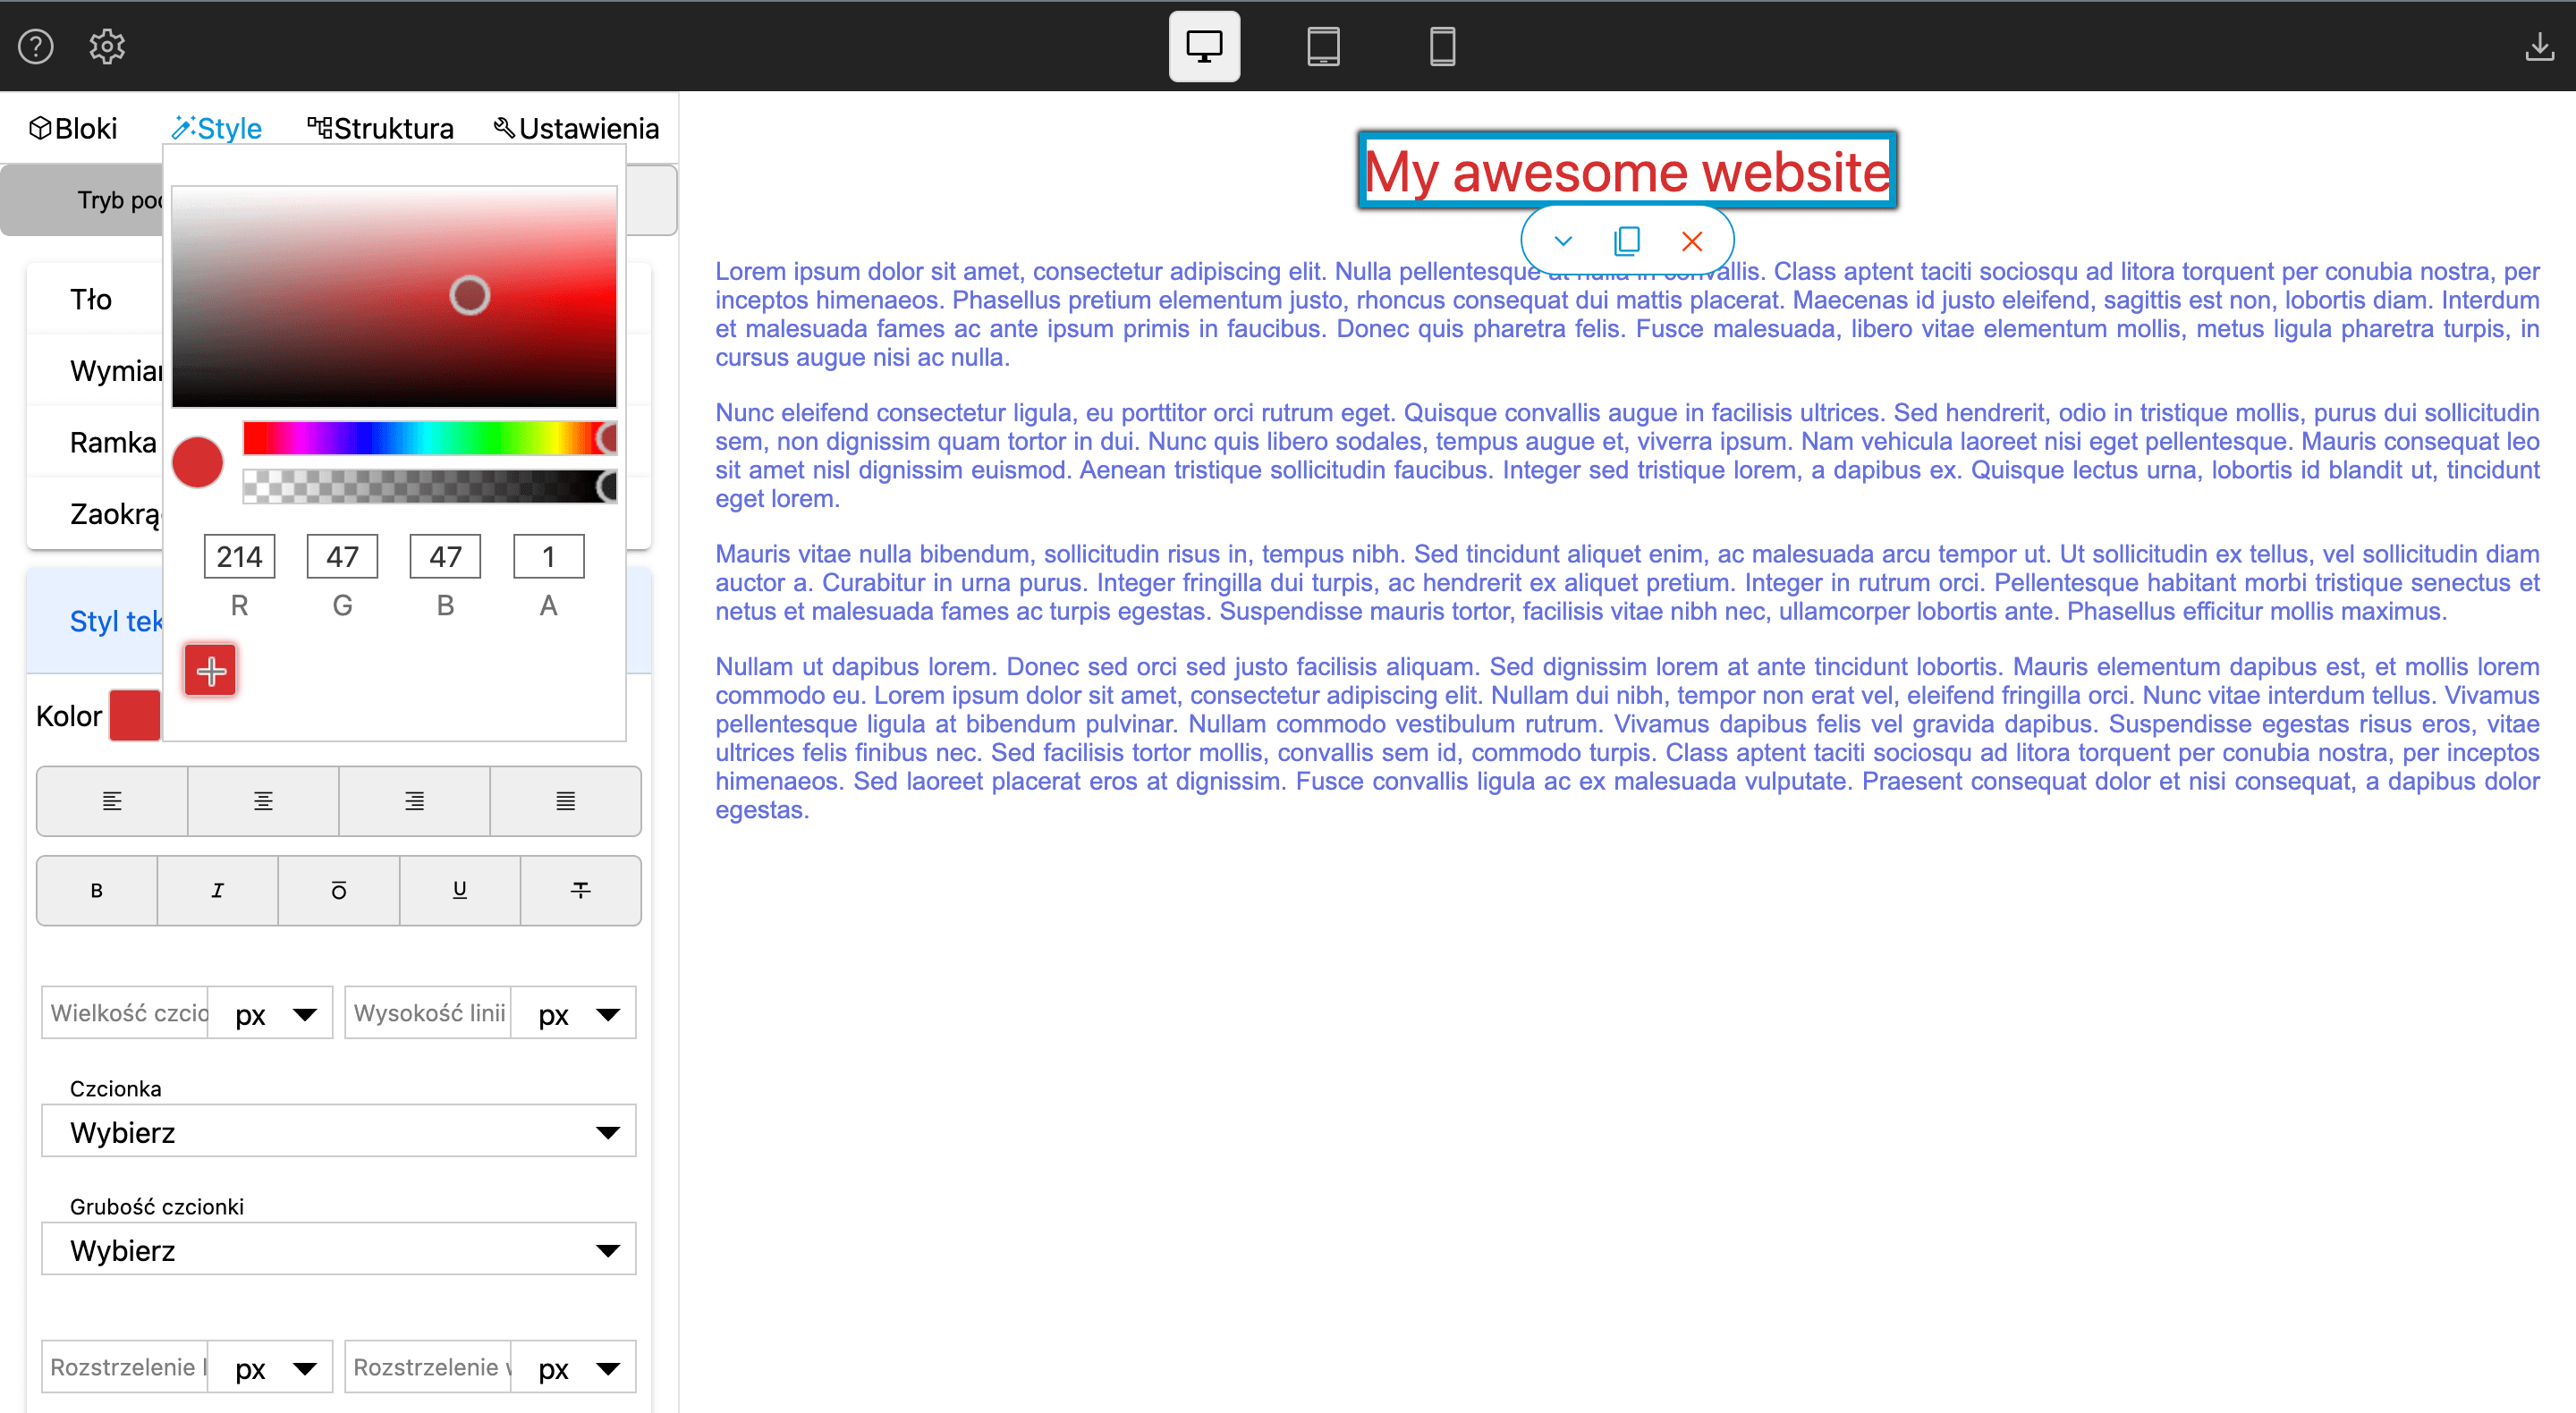 Bloki Style Struktura Ustawienia
Tryb
Tło
Ramka
Styl
Kolor
214 47 47 1
R G B A
B I O U T
Wielkość px Wysokość linii px
Czcionka
Wybierz
Grubość czcionki
Wybierz
Rozstrzelenie px Rozstrzelenie px
My awesome website
Lorem ipsum dolor sit amet, consectetur adipiscing elit. Nulla pellentesque at nulla in convallis. Class aptent taciti sociosqu ad litora torquent per conubia nostra, per
inceptos himenaeos. Phasellus pretium elementum justo, rhoncus consequat dui mattis placerat. Maecenas id justo eleifend, sagittis est non, lobortis diam. Interdum
et malesuada fames ac ante ipsum primis in faucibus. Donec quis pharetra felis. Fusce malesuada, libero vitae elementum mollis, metus ligula pharetra turpis, in
cursus augue nisi ac nulla.
Nunc eleifend consectetur ligula, eu porttitor orci rutrum eget. Quisque convallis augue in facilisis ultrices. Sed hendrerit, odio in tristique mollis, purus dui sollicitudin
sem, non dignissim quam tortor in dui. Nunc quis libero sodales, tempus augue et, viverra ipsum. Nam vehicula laoreet nisi eget pellentesque. Mauris consequat leo
sit amet nisl dignissim euismod. Aenean tristique sollicitudin faucibus. Integer sed tristique lorem, a dapibus ex. Quisque lectus urna, lobortis id blandit ut, tincidunt
eget lorem.
Mauris vitae nulla bibendum, sollicitudin risus in, tempus nibh. Sed tincidunt aliquet enim, ac malesuada arcu tempor ut. Ut sollicitudin ex tellus, vel sollicitudin diam
auctor a. Curabitur in urna purus. Integer fringilla dui turpis, ac hendrerit ex aliquet pretium. Integer in rutrum orci. Pellentesque habitant morbi tristique senectus et
netus et malesuada fames ac turpis egestas. Suspendisse mauris tortor, facilisis vitae nibh nec, ullamcorper lobortis ante. Phasellus efficitur mollis maximus.
Nullam ut dapibus lorem. Donec sed orci sed justo facilisis aliquam. Sed dignissim lorem at ante tincidunt lobortis. Mauris elementum dapibus est, et mollis lorem
commodo eu. Lorem ipsum dolor sit amet, consectetur adipiscing elit. Nullam dui nibh, tempor non erat vel, eleifend fringilla orci. Nunc vitae interdum tellus. Vivamus
pellentesque ligula at bibendum pulvinar. Nullam commodo vestibulum rutrum. Vivamus dapibus felis vel gravida dapibus. Suspendisse egestas risus eros, vitae
ultrices felis finibus nec. Sed facilisis tortor mollis, convallis sem id, commodo turpis. Class aptent taciti sociosqu ad litora torquent per conubia nostra, per inceptos
himenaeos. Sed laoreet placerat eros at dignissim. Fusce convallis ligula ac ex malesuada vulputate. Praesent consequat dolor et nisi consequat, a dapibus dolor
egestas.